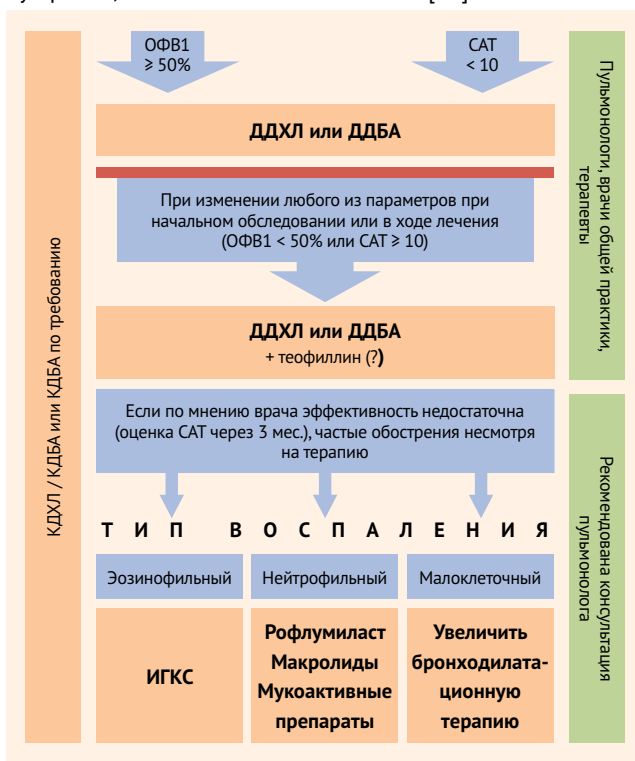 ОФВ1
⩾ 50%
CAT
< 10
ДДХЛ или ДДБА
При изменении любого из параметров при
начальном обследовании или в ходе лечения
(ОФВ1 < 50% или CAT ⩾ 10)
ДДХЛ или ДДБА
+ теофиллин (?)
Если по мнению врача эффективность недостаточна
(оценка CAT через 3 мес.), частые обострения несмотря
на терапию
ТИП ВОСПАЛЕНИЯ
Эозинофильный
Нейтрофильный
Малоклеточный
ИГКС
Рофлумиласт
Макролиды
Мукоактивные
препараты
Увеличить
бронходилата-
ционную
терапию
КДХЛ / КДБА или КДБА по требованию
Пульмонологи, врачи общей практики,
терапевты
Рекомендована консультация
пульмонолога